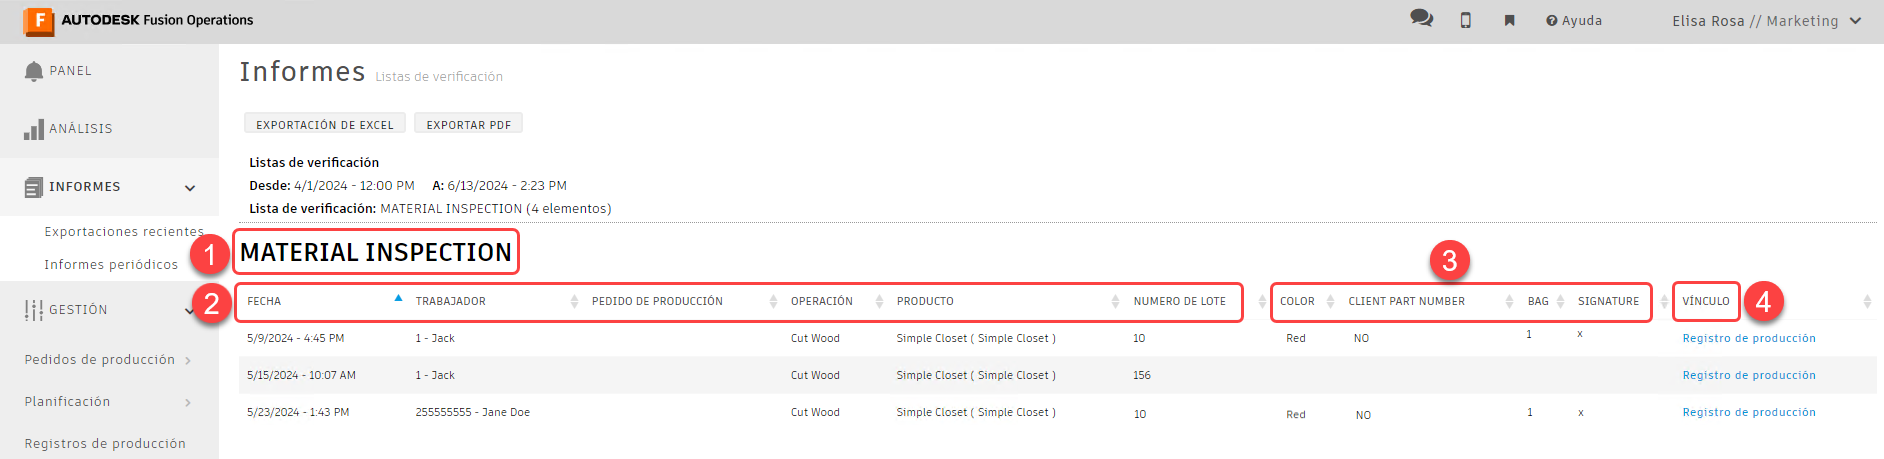 F AUTODESK Fusion Operations
Ayuda
Elisa Rosa // Marketing
PANEL
ANÁLISIS
INFORMES
Exportaciones recientes
Informes periódicos
GESTIÓN
Pedidos de producción
Planificación
Registros de producción
Informes Listas de verificación
EXPORTACIÓN DE EXCEL EXPORTAR PDF
Listas de verificación
Desde: 4/1/2024 - 12:00 PM A: 6/13/2024 - 2:23 PM
Lista de verificación: MATERIAL INSPECTION (4 elementos)
1 MATERIAL INSPECTION
3
2 FECHA TRABAJADOR PEDIDO DE PRODUCCIÓN OPERACIÓN PRODUCTO NUMERO DE LOTE COLOR CLIENT PART NUMBER BAG SIGNATURE VÍNCULO 4
5/9/2024 - 4:45 PM 1 - Jack Cut Wood Simple Closet ( Simple Closet ) 10 Red NO 1 x Registro de producción
5/15/2024 - 10:07 AM 1 - Jack Cut Wood Simple Closet ( Simple Closet ) 156 Registro de producción
5/23/2024 - 1:43 PM 255555555 - Jane Doe Cut Wood Simple Closet ( Simple Closet ) 10 Red NO 1 x Registro de producción